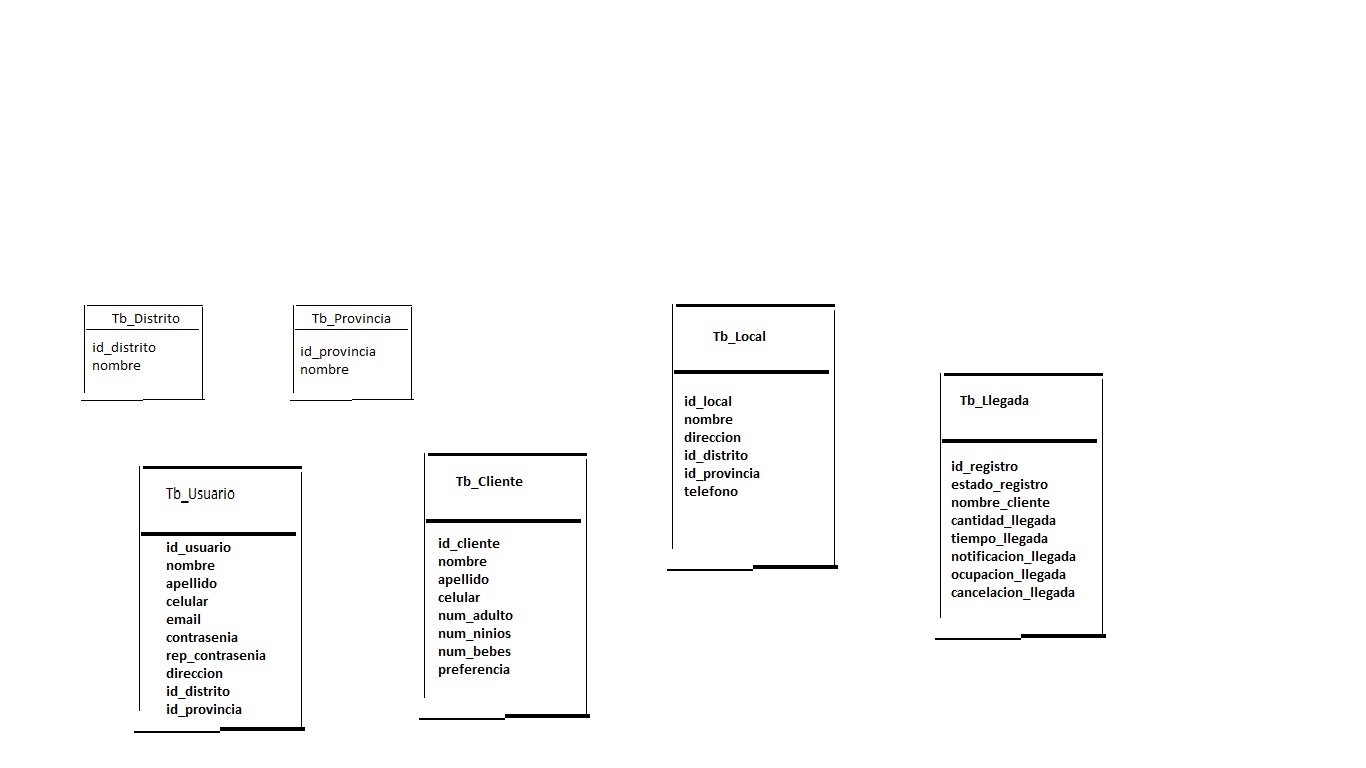 Tb_Distrito
id_distrito
nombre
Tb_Provincia
id_provincia
nombre
Tb_Local
id_local
nombre
direccion
id_distrito
id_provincia
telefono
Tb_Llegada
id_registro
estado_registro
nombre_cliente
cantidad_llegada
tiempo_llegada
notificacion_llegada
ocupacion_llegada
cancelacion_llegada
Tb_Usuario
id_usuario
nombre
apellido
celular
email
contrasenia
rep_contrasenia
direccion
id_distrito
id_provincia
Tb_Cliente
id_cliente
nombre
apellido
celular
num_adulto
num_ninios
num_bebes
preferencia